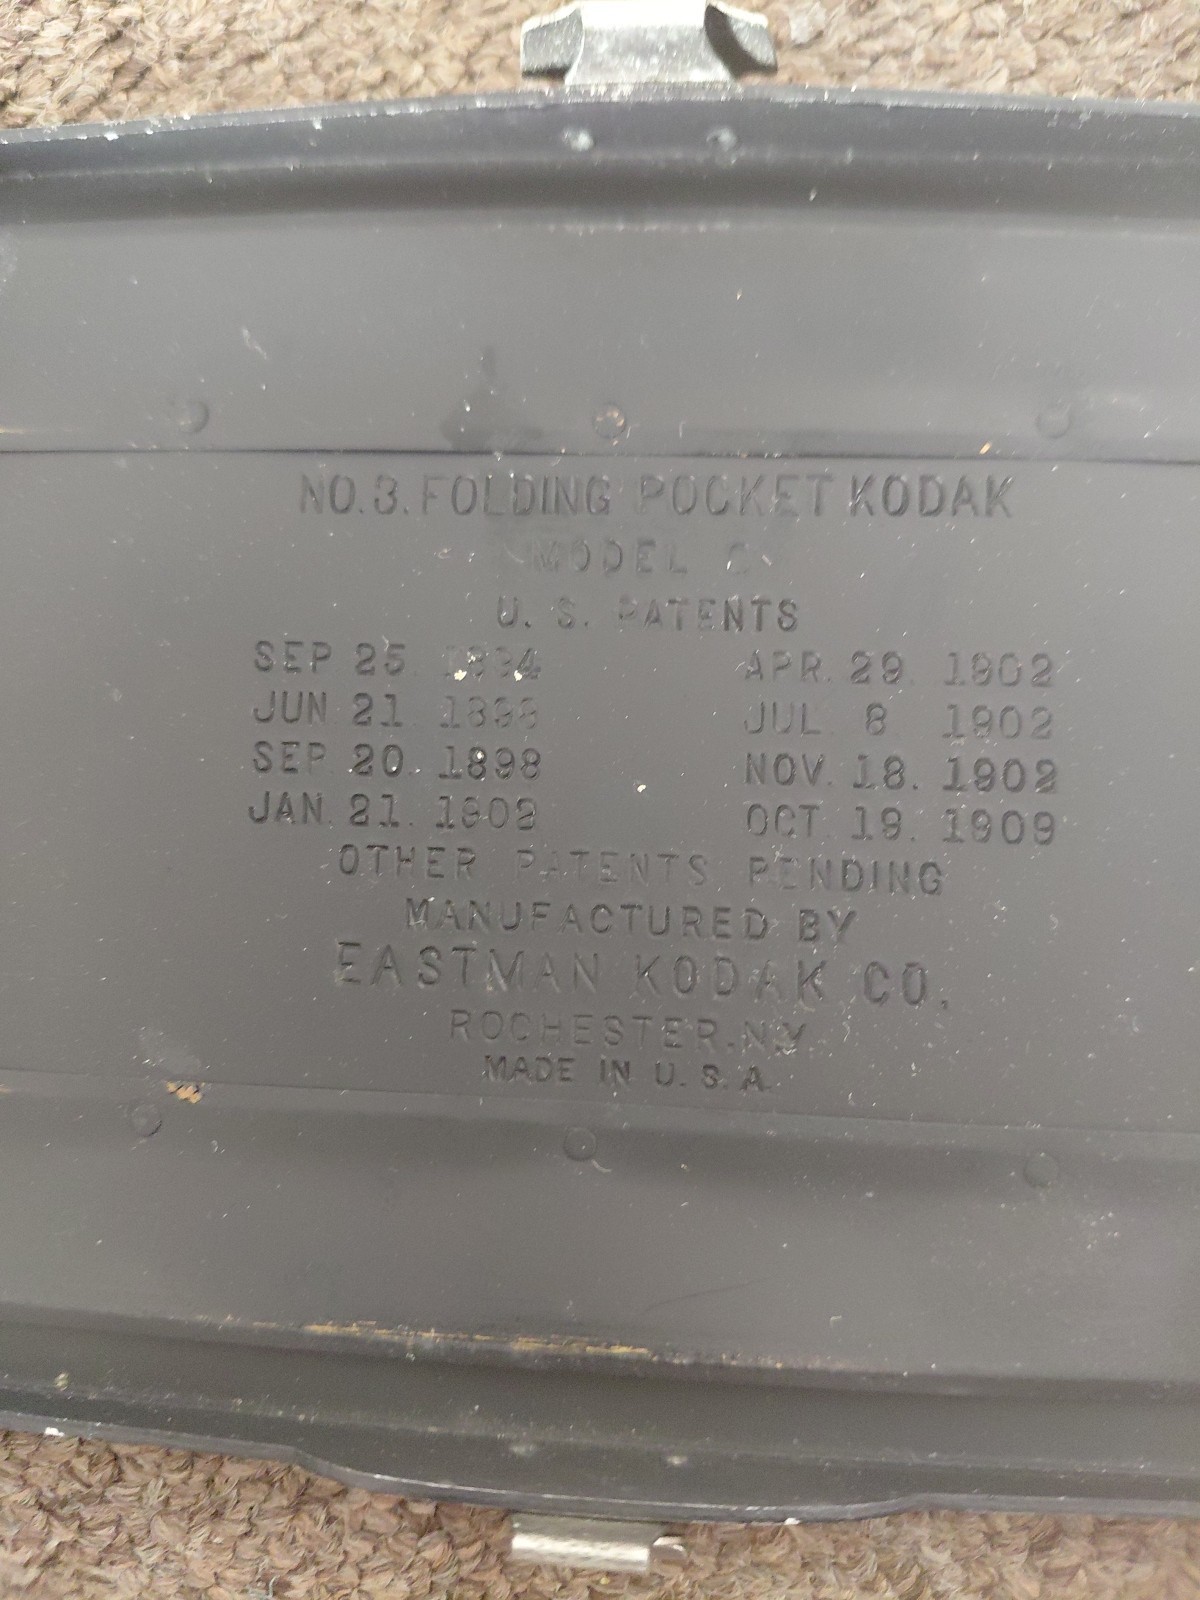 NO. 3. FOLDING POCKET KODAK
MODEL C
U. S. PATENTS
SEP 25. 1894 APR. 29. 1902
JUN 21. 1898 JUL 8 1902
SEP. 20. 1898 NOV. 18. 1902
JAN. 21. 1902 OCT. 19. 1909
OTHER PATENTS PENDING
MANUFACTURED BY
EASTMAN KODAK CO.
ROCHESTER. N.Y.
MADE IN U. S. A.